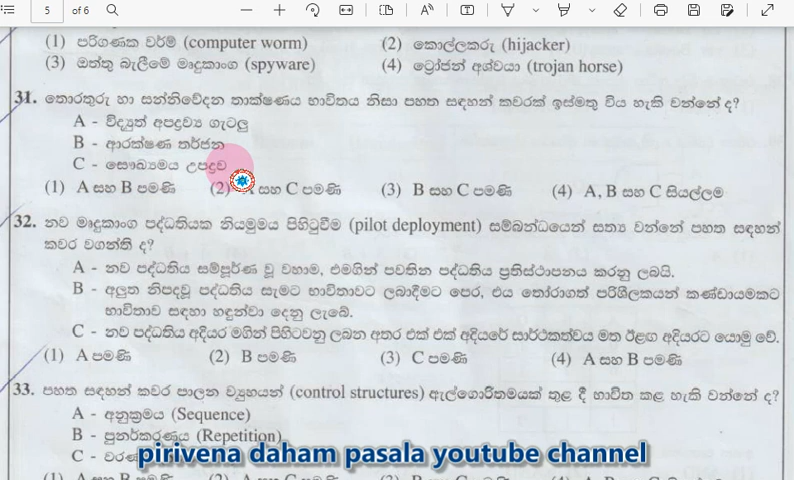 5 of 6
(1) පරිගණක වර්ම් (computer worm) (2) කොල්ලකරු (hijacker)
(3) ඔත්තු බැලීමේ මෘදුකාංග (spyware) (4) ට්‍රෝජන් අශ්වයා (trojan horse)
31. තොරතුරු හා සන්නිවේදන තාක්ෂණය භාවිතය නිසා පහත සඳහන් කවරක් ඉස්මතු විය හැකි වන්නේ ද?
A - විද්‍යුත් අපද්‍රව්‍ය ගැටලු
B - ආරක්ෂණ තර්ජන
C - සෞඛ්‍යමය උපද්‍රව
(1) A සහ B පමණි (2) සහ C පමණි (3) B සහ C පමණි (4) A, B සහ C සියල්ලම
32. නව මෘදුකාංග පද්ධතියක නියමුමය පිහිටුවීම (pilot deployment) සම්බන්ධයෙන් සත්‍ය වන්නේ පහත සඳහන්
කවර වගන්ති ද?
A - නව පද්ධතිය සම්පූර්ණ වූ වහාම, එමගින් පවතින පද්ධතිය ප්‍රතිස්ථාපනය කරනු ලබයි.
B - අලුත නිපදවූ පද්ධතිය සැමට භාවිතාවට ලබාදීමට පෙර, එය තෝරාගත් පරිශීලකයන් කණ්ඩායමකට
භාවිතාව සඳහා හඳුන්වා දෙනු ලැබේ.
C - නව පද්ධතිය අදියර මගින් පිහිටවනු ලබන අතර එක් එක් අදියරේ සාර්ථකත්වය මත ඊළඟ අදියරට යොමු වේ.
(1) A පමණි (2) B පමණි (3) C පමණි (4) A සහ B පමණි
33. පහත සඳහන් කවර පාලන ව්‍යුහයන් (control structures) ඇල්ගොරිතමයක් තුළ දී භාවිත කළ හැකි වන්නේ ද?
A - අනුක්‍රමය (Sequence)
B - පුනර්කරණය (Repetition)
C -
pirivena daham pasala youtube channel